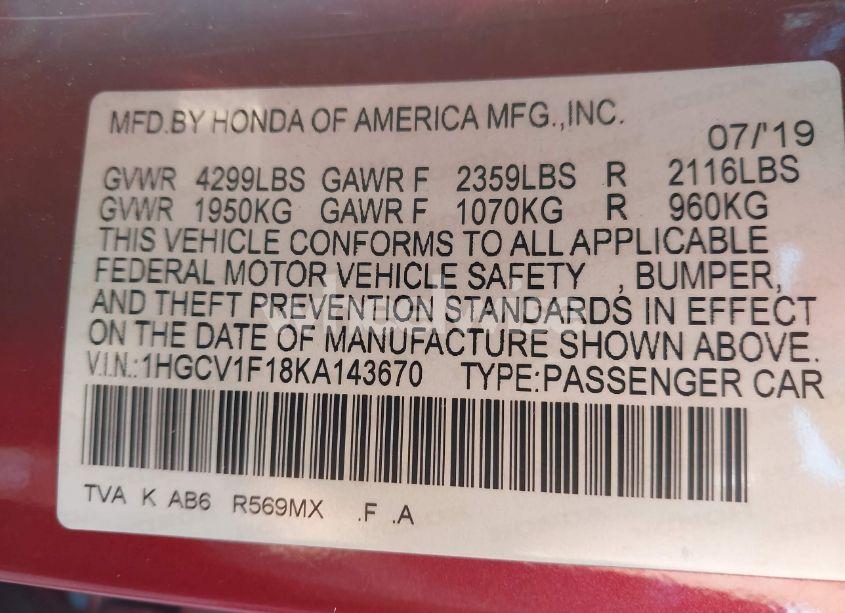 MFD.BY HONDA OF AMERICA MFG.,INC.
07/'19
GVWR 4299LBS GAWR F 2359LBS R 2116LBS
GVWR 1950KG GAWR F 1070KG R 960KG
THIS VEHICLE CONFORMS TO ALL APPLICABLE
FEDERAL MOTOR VEHICLE SAFETY , BUMPER,
AND THEFT PREVENTION STANDARDS IN EFFECT
ON THE DATE OF MANUFACTURE SHOWN ABOVE.
V.I.N.:1HGCV1F18KA143670 TYPE:PASSENGER CAR
TVA K AB6 R569MX .F .A